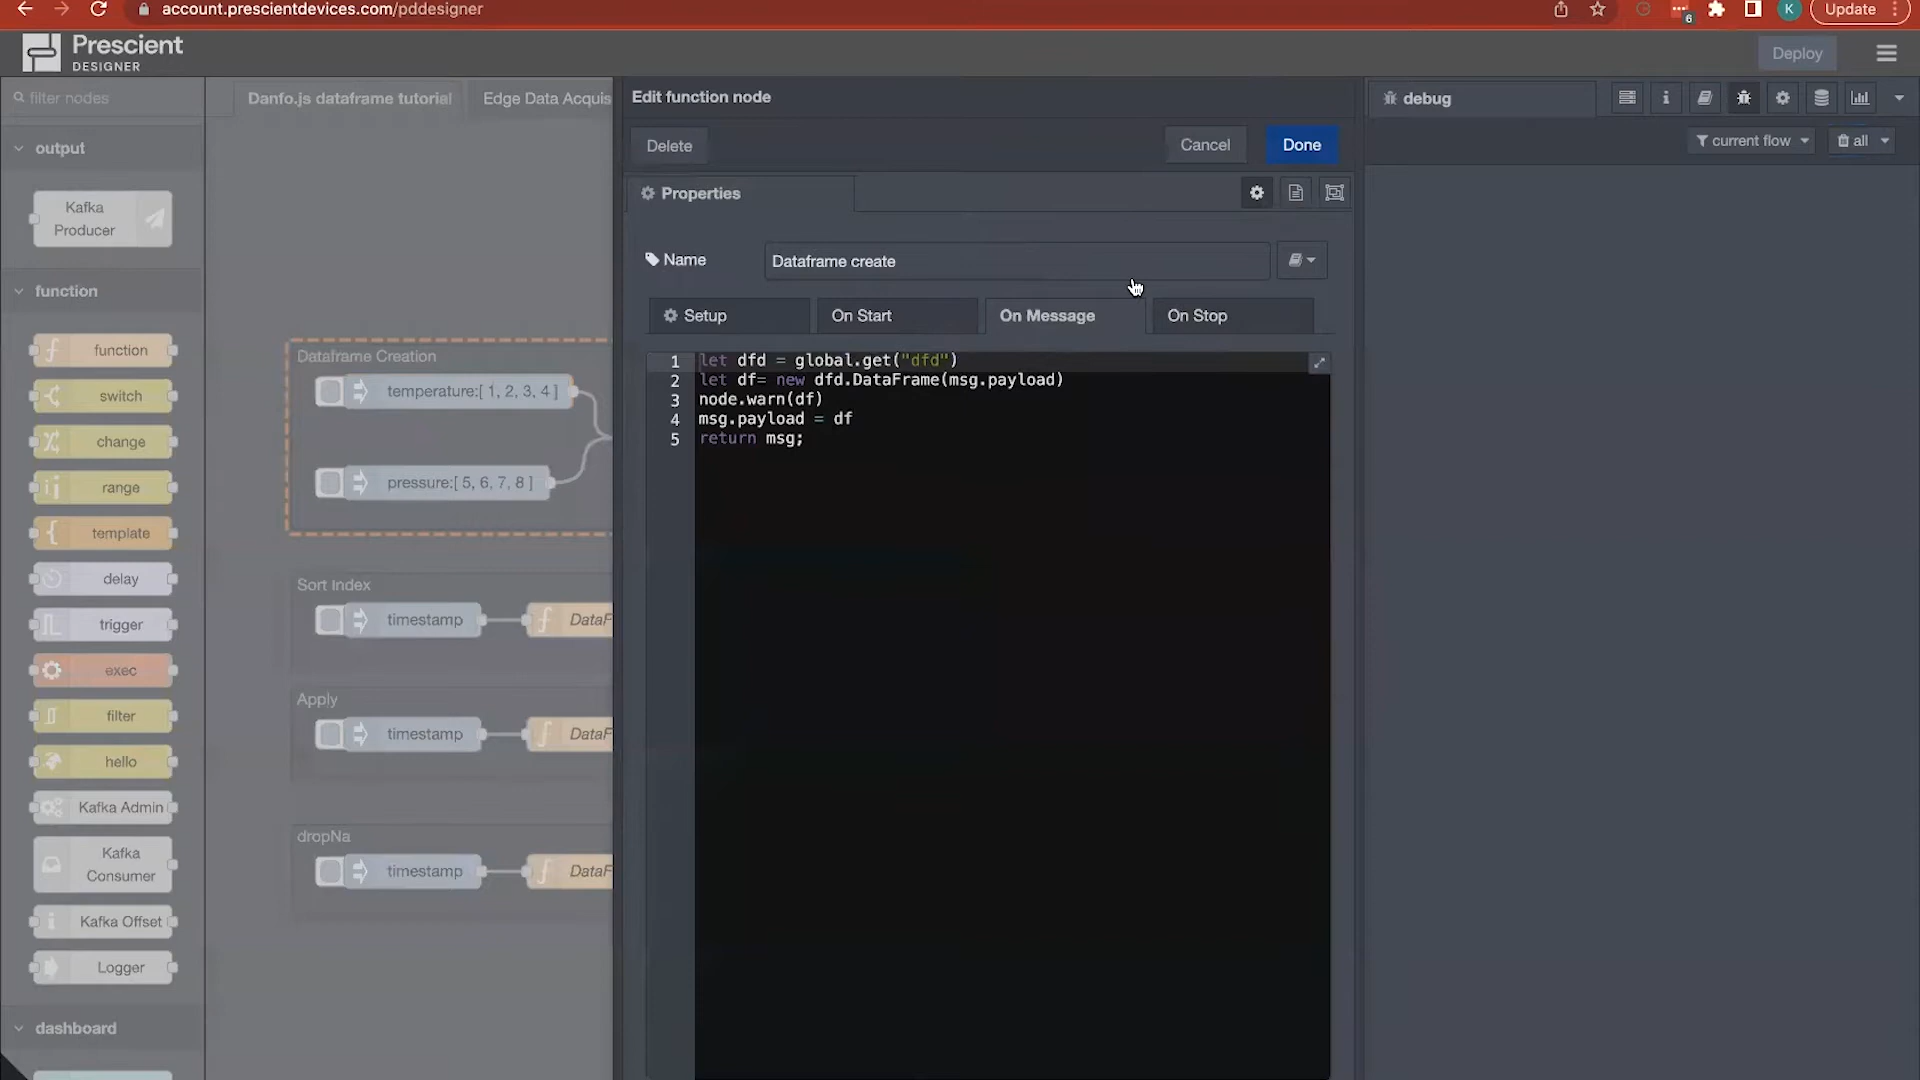 account.prescientdevices.com/pddesigner
6
K
Update
Prescient
DESIGNER
Deploy
filter nodes
Danfo.js dataframe tutorial
Edge Data Acquis
Edit function node
debug
Delete
Cancel
Done
current flow
all
output
Properties
Kafka
Producer
Name
Dataframe create
function
Setup
On Start
On Message
On Stop
function
switch
change
range
template
delay
trigger
exec
filter
hello
Kafka Admin
Kafka
Consumer
Kafka Offset
Logger
dashboard
Dataframe Creation
temperature:[ 1, 2, 3, 4 ]
pressure:[ 5, 6, 7, 8 ]
Sort Index
timestamp
DataF
Apply
timestamp
DataF
dropNa
timestamp
DataF
1 let dfd = global.get("dfd")
2 let df= new dfd.DataFrame(msg.payload)
3 node.warn(df)
4 msg.payload = df
5 return msg;